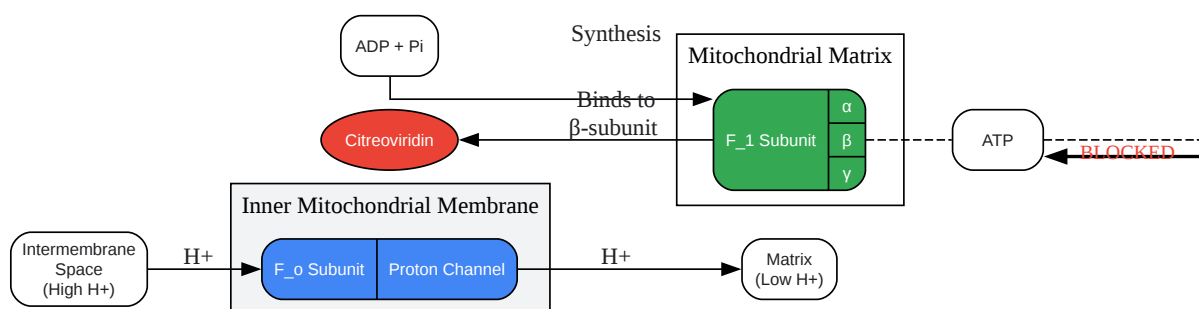 ADP + Pi
Synthesis
Mitochondrial Matrix
Binds to
β-subunit
Citreoviridin
F_1 Subunit
α
β
γ
ATP
BLOCKED
Inner Mitochondrial Membrane
Intermembrane
Space
(High H+)
H+
F_o Subunit
Proton Channel
H+
Matrix
(Low H+)